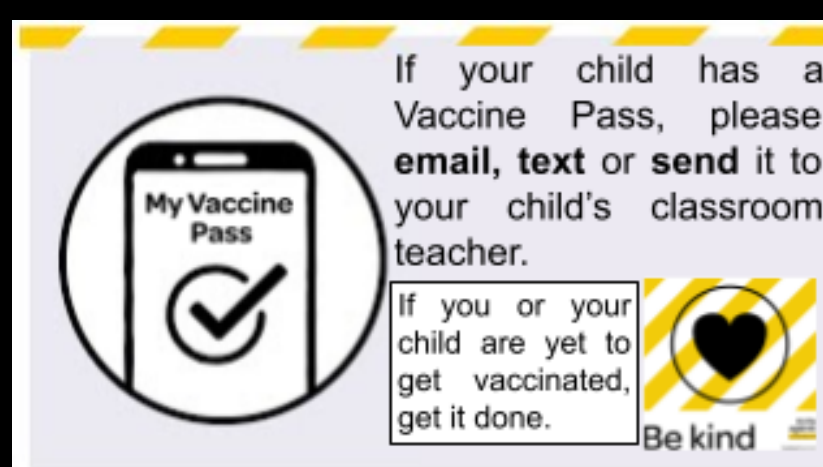 If your child has a
Vaccine Pass, please
email, text or send it to
your child's classroom
teacher.
My Vaccine
Pass
If you or your
child are yet to
get vaccinated,
get it done.
Be kind